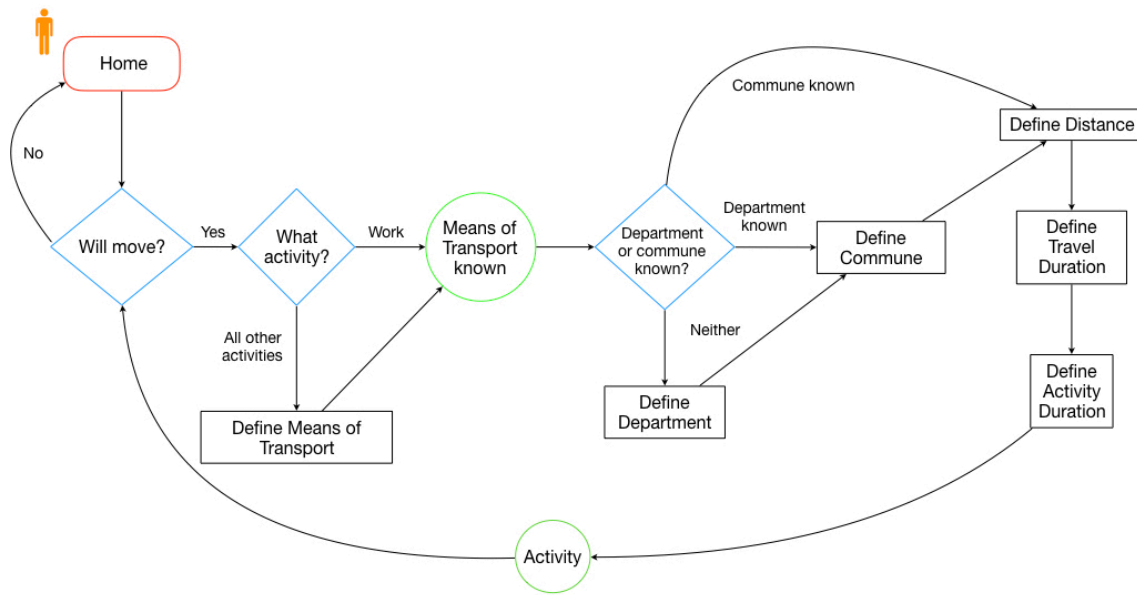 Home
No
Will move?
Yes
What
activity?
Work
All other
activities
Define Means of
Transport
Means of
Transport
known
Department
or commune
known?
Commune known
Department
known
Neither
Define
Department
Define
Commune
Define Distance
Define
Travel
Duration
Define
Activity
Duration
Activity